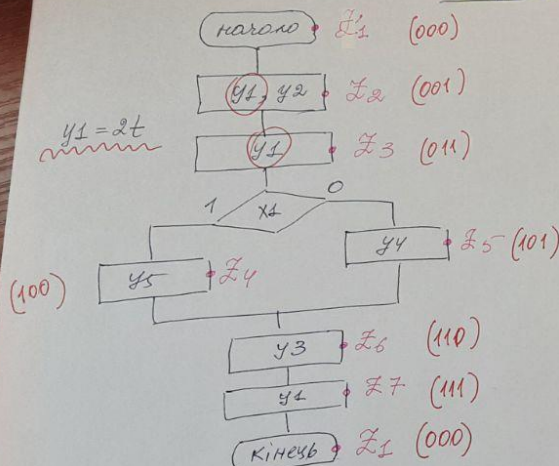 начало Z1 (000)
y1, y2 Z2 (001)
y1 = 2t
y1 Z3 (011)
1 x1 0
y4 Z5 (101)
(100) y5 Z4
y3 Z6 (110)
y1 Z7 (111)
кінець Z1 (000)